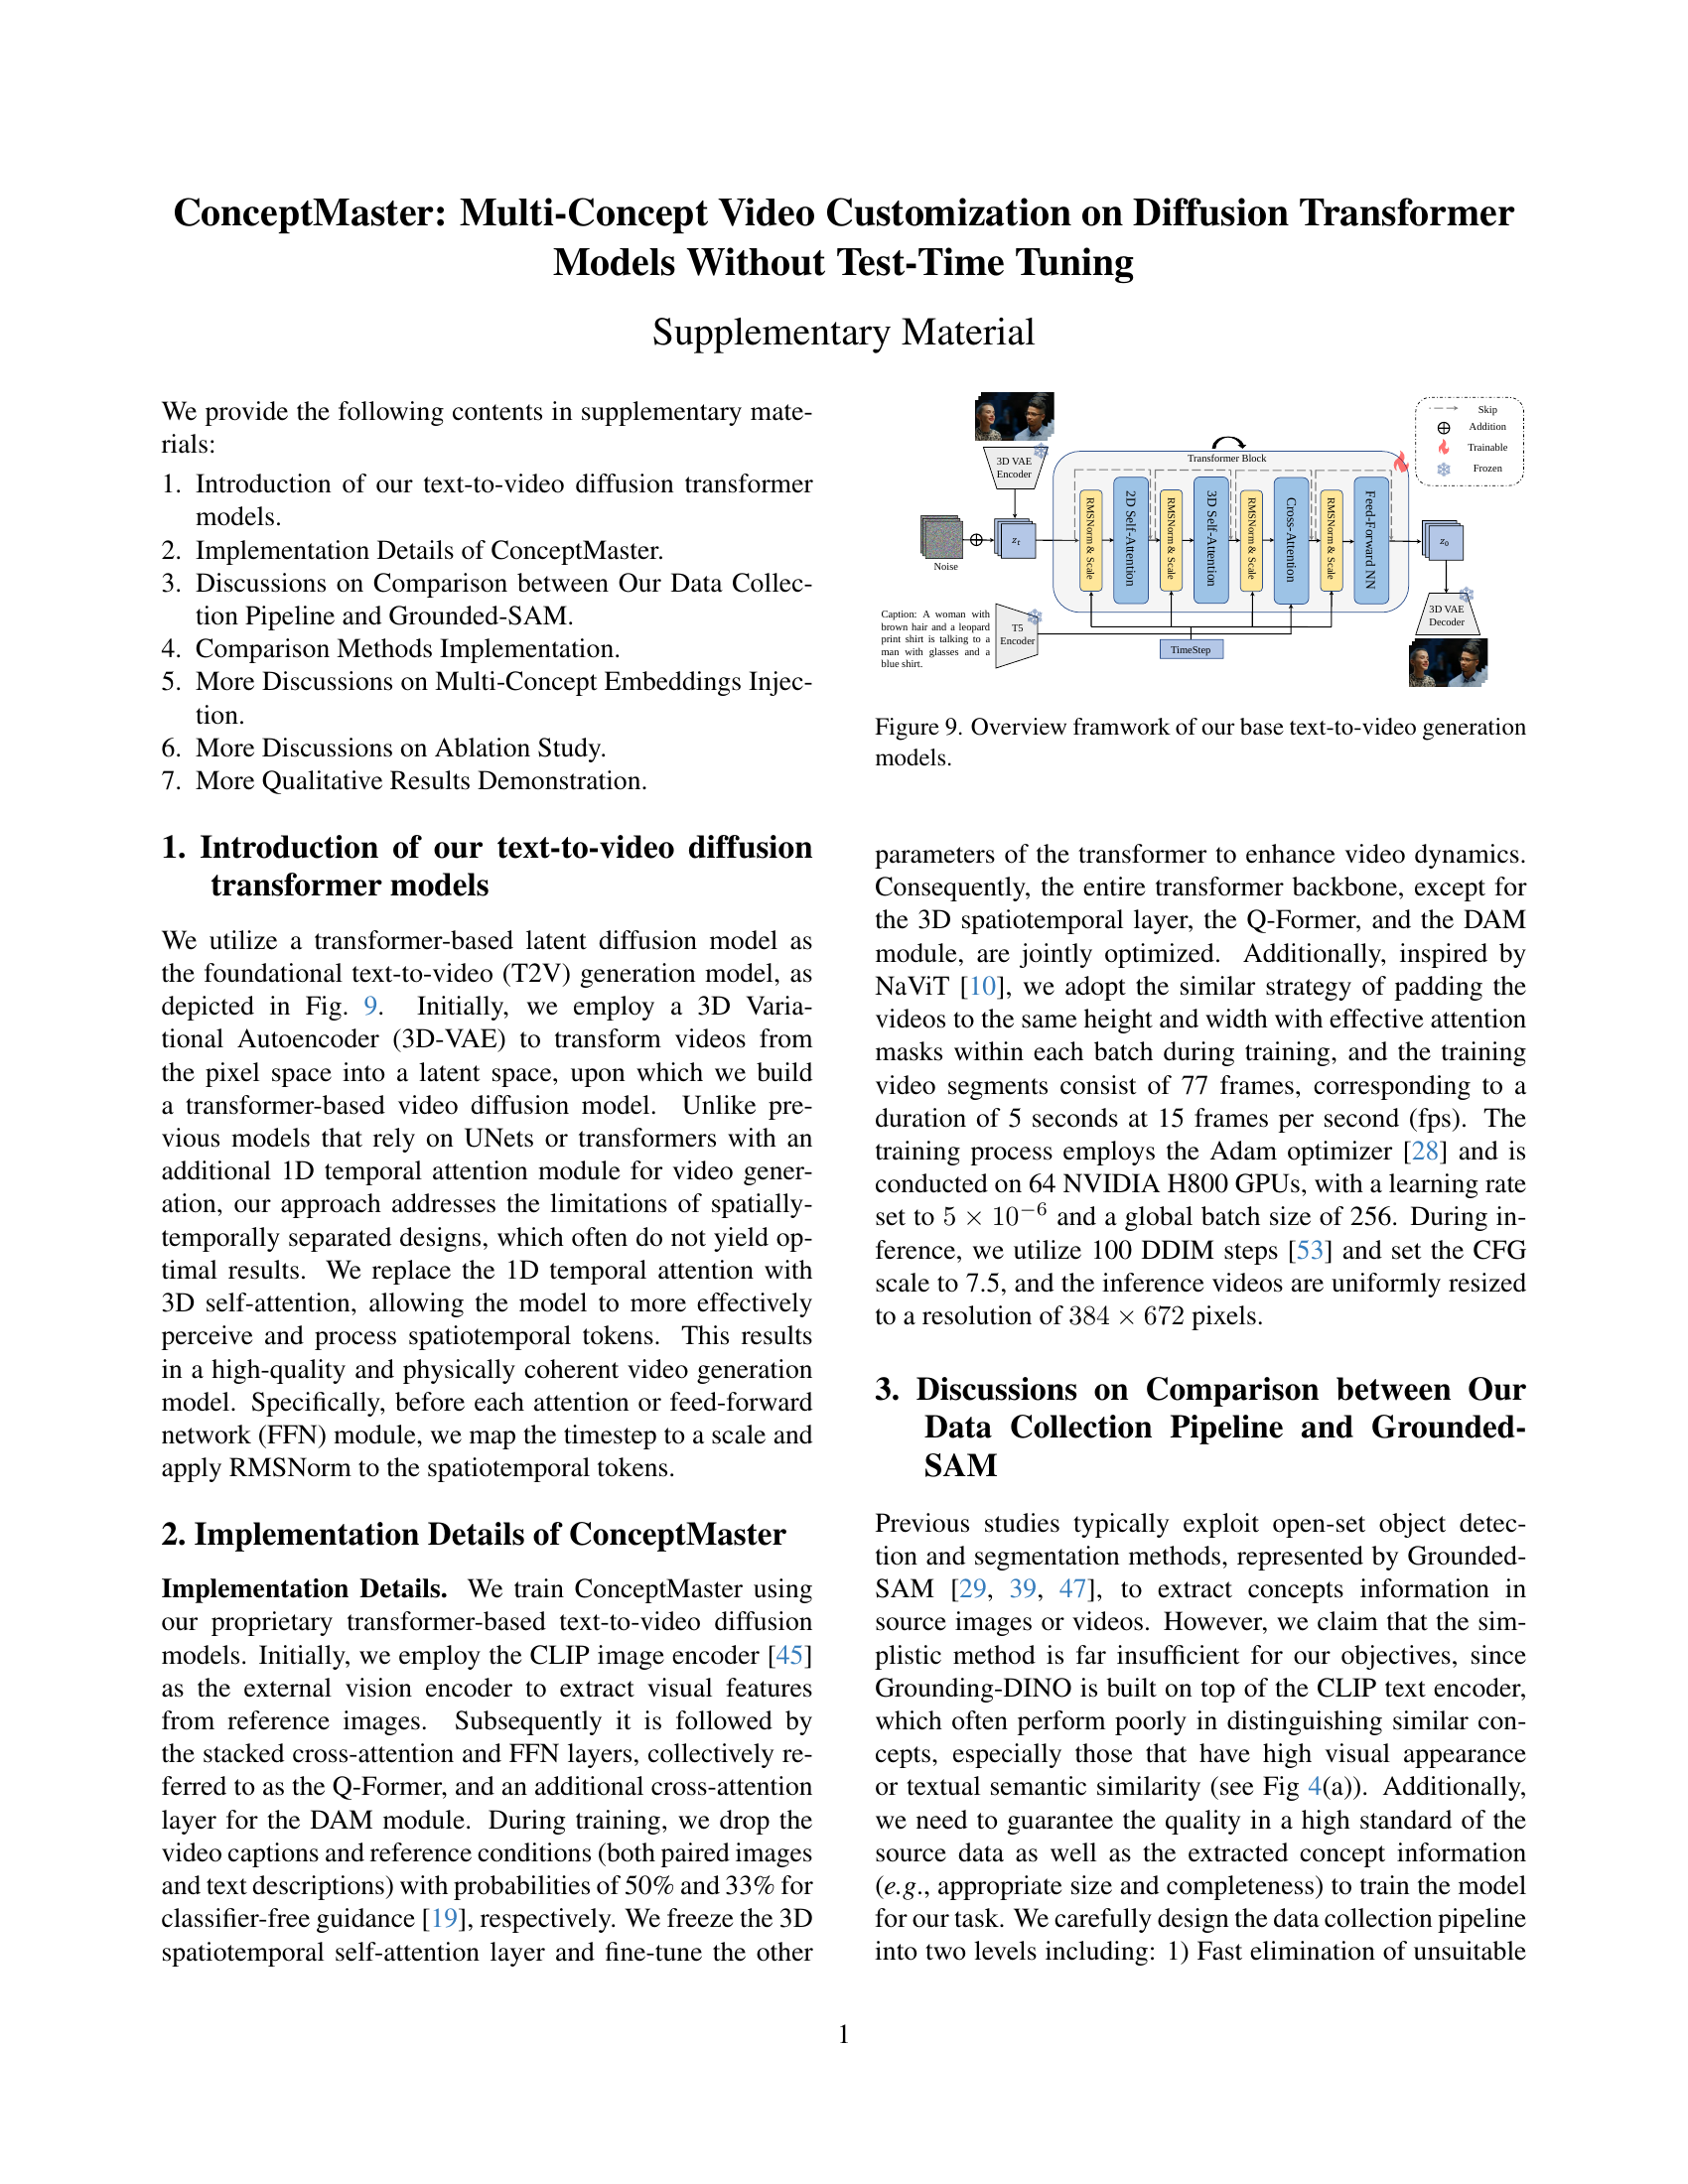 ConceptMaster: Multi-Concept Video Customization on Diffusion Transformer
Models Without Test-Time Tuning
Supplementary Material
We provide the following contents in supplementary mate-
rials:
1. Introduction of our text-to-video diffusion transformer
models.
2. Implementation Details of ConceptMaster.
3. Discussions on Comparison between Our Data Collec-
tion Pipeline and Grounded-SAM.
4. Comparison Methods Implementation.
5. More Discussions on Multi-Concept Embeddings Injec-
tion.
6. More Discussions on Ablation Study.
7. More Qualitative Results Demonstration.
1. Introduction of our text-to-video diffusion
transformer models
We utilize a transformer-based latent diffusion model as
the foundational text-to-video (T2V) generation model, as
depicted in Fig. 9. Initially, we employ a 3D Varia-
tional Autoencoder (3D-VAE) to transform videos from
the pixel space into a latent space, upon which we build
a transformer-based video diffusion model. Unlike pre-
vious models that rely on UNets or transformers with an
additional 1D temporal attention module for video gener-
ation, our approach addresses the limitations of spatially-
temporally separated designs, which often do not yield op-
timal results. We replace the 1D temporal attention with
3D self-attention, allowing the model to more effectively
perceive and process spatiotemporal tokens. This results
in a high-quality and physically coherent video generation
model. Specifically, before each attention or feed-forward
network (FFN) module, we map the timestep to a scale and
apply RMSNorm to the spatiotemporal tokens.
2. Implementation Details of ConceptMaster
Implementation Details. We train ConceptMaster using
our proprietary transformer-based text-to-video diffusion
models. Initially, we employ the CLIP image encoder [45]
as the external vision encoder to extract visual features
from reference images. Subsequently it is followed by
the stacked cross-attention and FFN layers, collectively re-
ferred to as the Q-Former, and an additional cross-attention
layer for the DAM module. During training, we drop the
video captions and reference conditions (both paired images
and text descriptions) with probabilities of 50% and 33% for
classifier-free guidance [19], respectively. We freeze the 3D
spatiotemporal self-attention layer and fine-tune the other
3D VAE
Encoder
Noise
z_t
Transformer Block
RMSNorm & Scale
2D Self-Attention
RMSNorm & Scale
3D Self-Attention
RMSNorm & Scale
Cross-Attention
RMSNorm & Scale
Feed-Forward NN
z_0
3D VAE
Decoder
Skip
Addition
Trainable
Frozen
Caption: A woman with
brown hair and a leopard
print shirt is talking to a
man with glasses and a
blue shirt.
T5
Encoder
TimeStep
Figure 9. Overview framwork of our base text-to-video generation
models.
parameters of the transformer to enhance video dynamics.
Consequently, the entire transformer backbone, except for
the 3D spatiotemporal layer, the Q-Former, and the DAM
module, are jointly optimized. Additionally, inspired by
NaViT [10], we adopt the similar strategy of padding the
videos to the same height and width with effective attention
masks within each batch during training, and the training
video segments consist of 77 frames, corresponding to a
duration of 5 seconds at 15 frames per second (fps). The
training process employs the Adam optimizer [28] and is
conducted on 64 NVIDIA H800 GPUs, with a learning rate
set to 5 × 10⁻⁶ and a global batch size of 256. During in-
ference, we utilize 100 DDIM steps [53] and set the CFG
scale to 7.5, and the inference videos are uniformly resized
to a resolution of 384 × 672 pixels.
3. Discussions on Comparison between Our
Data Collection Pipeline and Grounded-
SAM
Previous studies typically exploit open-set object detec-
tion and segmentation methods, represented by Grounded-
SAM [29, 39, 47], to extract concepts information in
source images or videos. However, we claim that the sim-
plistic method is far insufficient for our objectives, since
Grounding-DINO is built on top of the CLIP text encoder,
which often perform poorly in distinguishing similar con-
cepts, especially those that have high visual appearance
or textual semantic similarity (see Fig 4(a)). Additionally,
we need to guarantee the quality in a high standard of the
source data as well as the extracted concept information
(e.g., appropriate size and completeness) to train the model
for our task. We carefully design the data collection pipeline
into two levels including: 1) Fast elimination of unsuitable
1